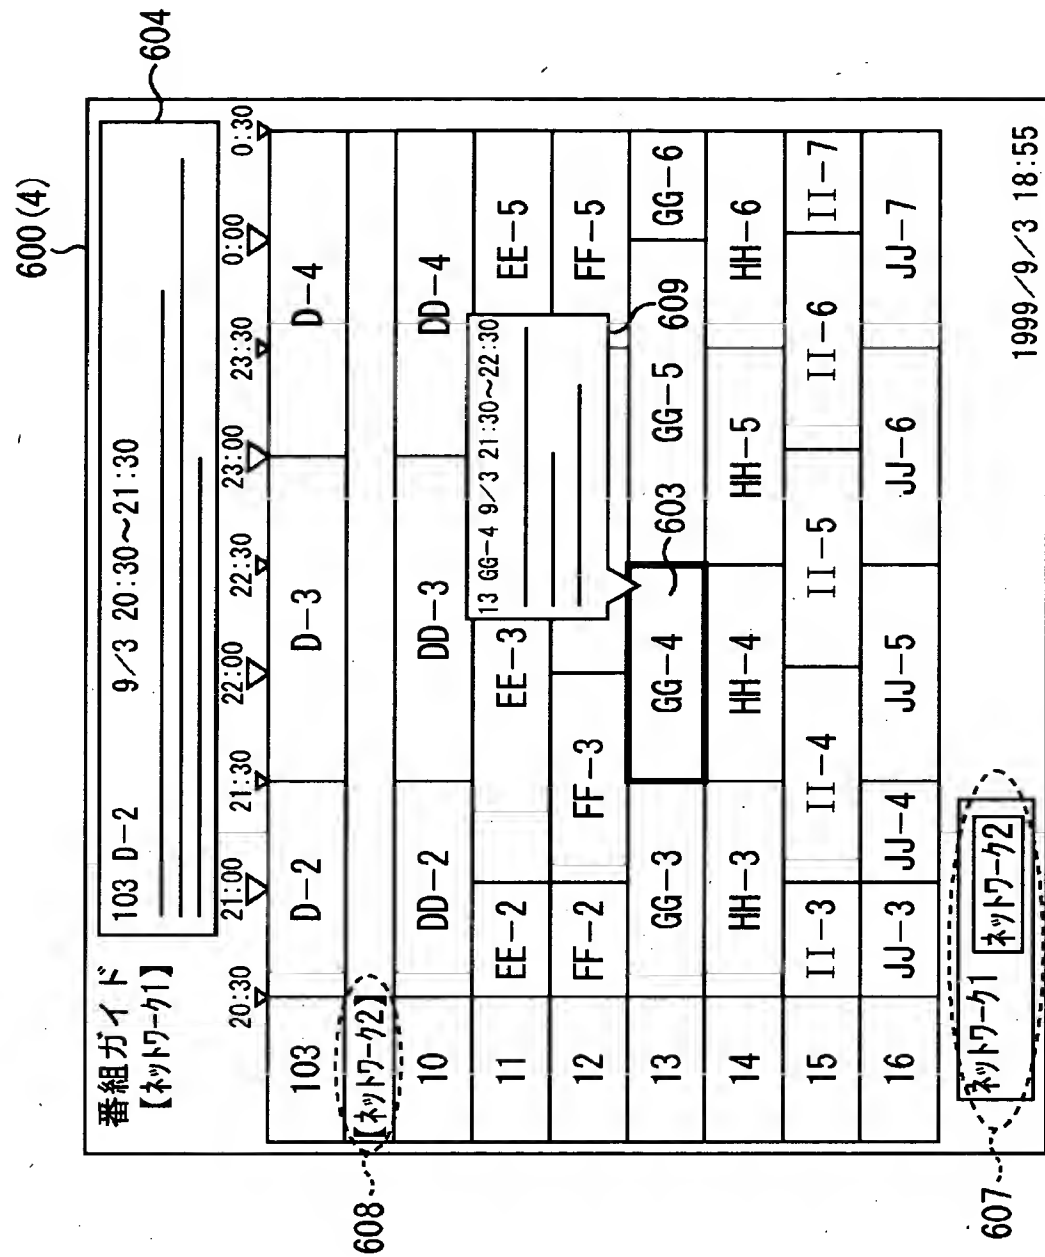 600(4)
604
番組ガイド
【ネットワーク1】
103 D-2 9/3 20:30~21:30
20:30 21:00 21:30 22:00 22:30 23:00 23:30 0:00 0:30
103 D-2 D-3 D-4
608
【ネットワーク2】
10 DD-2 DD-3 DD-4
11 EE-2 EE-3 EE-5
13 GG-4 9/3 21:30~22:30
609
12 FF-2 FF-3 FF-5
13 GG-3 GG-4 603 GG-5 GG-6
14 HH-3 HH-4 HH-5 HH-6
15 II-3 II-4 II-5 II-6 II-7
16 JJ-3 JJ-4 JJ-5 JJ-6 JJ-7
607
ネットワーク1 ネットワーク2
1999/9/3 18:55